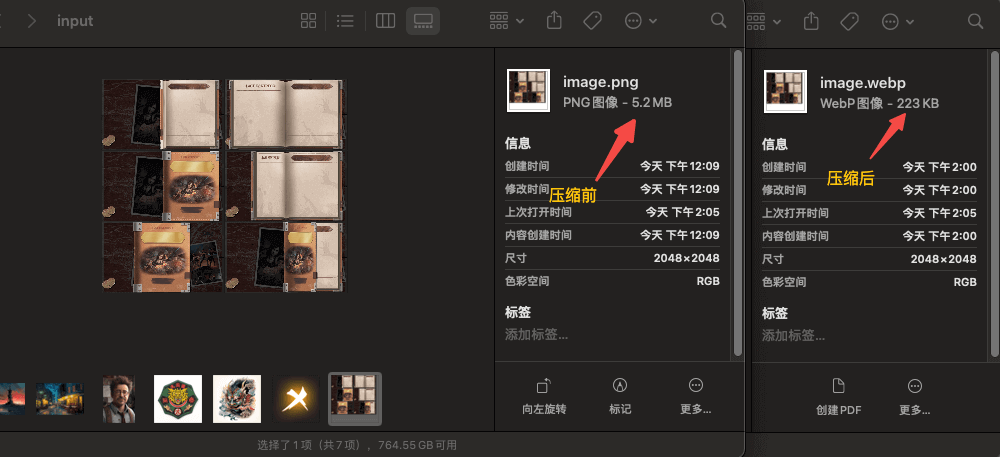 input
image.png
PNG图像 - 5.2 MB
信息
创建时间 今天 下午12:09
修改时间 今天 下午12:09
压缩前
上次打开时间 今天 下午2:05
内容创建时间 今天 下午12:09
尺寸 2048×2048
色彩空间 RGB
标签
添加标签...
向左旋转 标记 更多...
选择了1项（共7项），764.55 GB可用
image.webp
WebP图像 - 223 KB
信息
创建时间 今天 下午2:00
压缩后
修改时间 今天 下午2:00
上次打开时间 今天 下午2:05
内容创建时间 今天 下午2:00
尺寸 2048×2048
色彩空间 RGB
标签
添加标签...
创建PDF 更多...